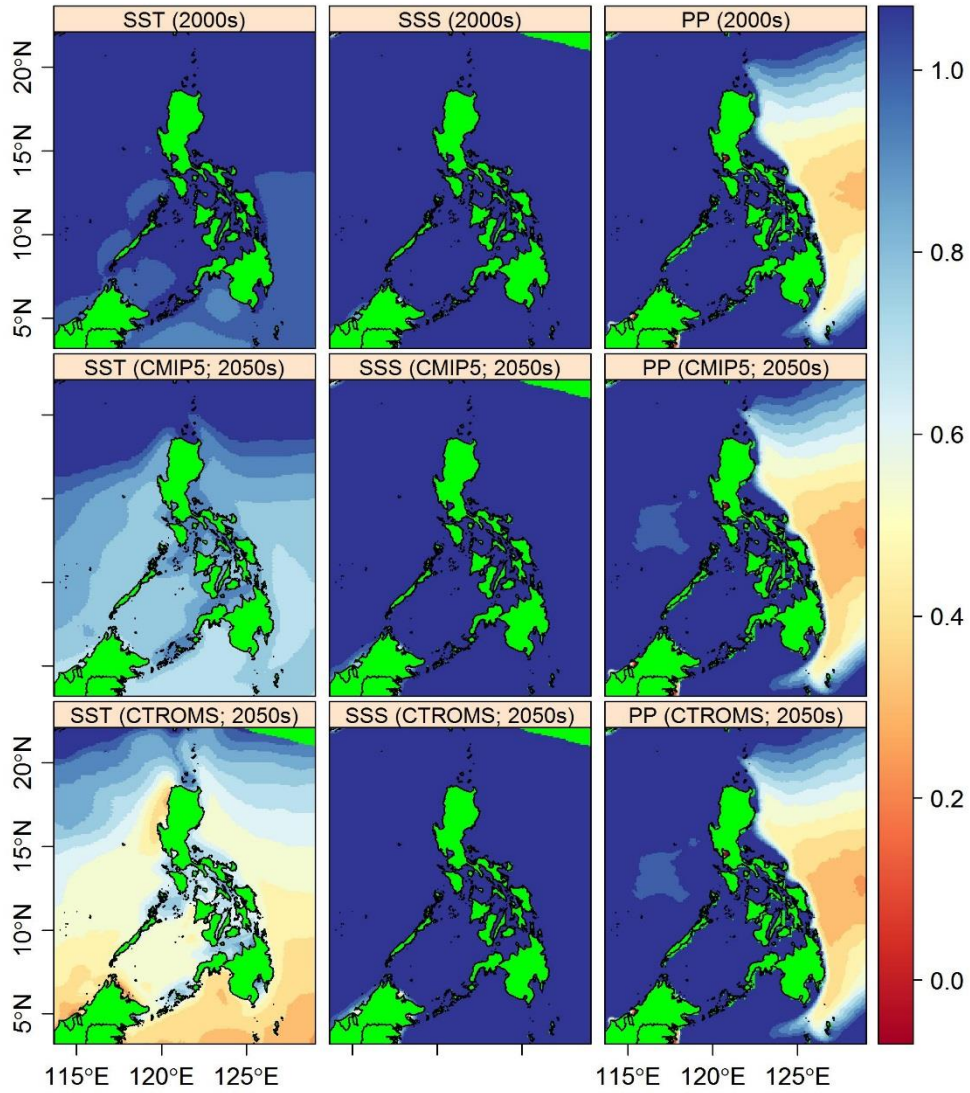 SST (2000s) SSS (2000s) PP (2000s)
20°N
15°N
10°N
5°N
1.0
0.8
0.6
0.4
0.2
0.0
SST (CMIP5; 2050s) SSS (CMIP5; 2050s) PP (CMIP5; 2050s)
SST (CTROMS; 2050s) SSS (CTROMS; 2050s) PP (CTROMS; 2050s)
20°N
15°N
10°N
5°N
115°E 120°E 125°E 115°E 120°E 125°E